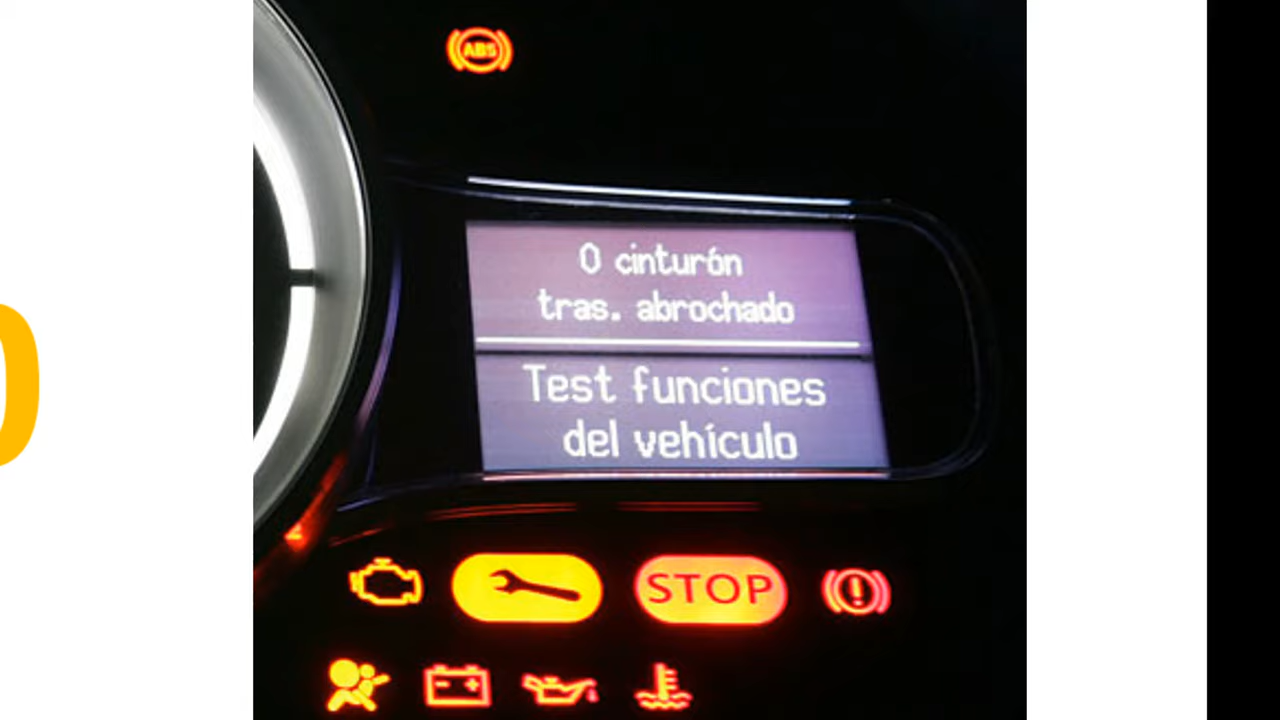 ABS
0 cinturón
tras. abrochado
Test funciones
del vehículo
STOP